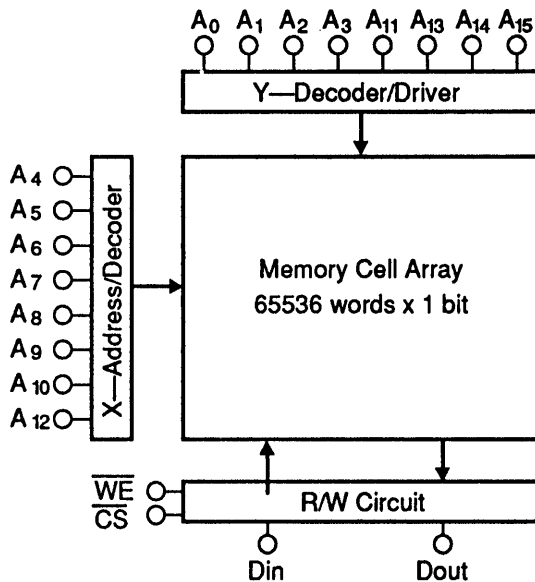 A0 A1 A2 A3 A11 A13 A14 A15
Y—Decoder/Driver
A4
A5
A6
A7
A8
A9
A10
A12
X—Address/Decoder
Memory Cell Array
65536 words x 1 bit
WE
CS
R/W Circuit
Din
Dout